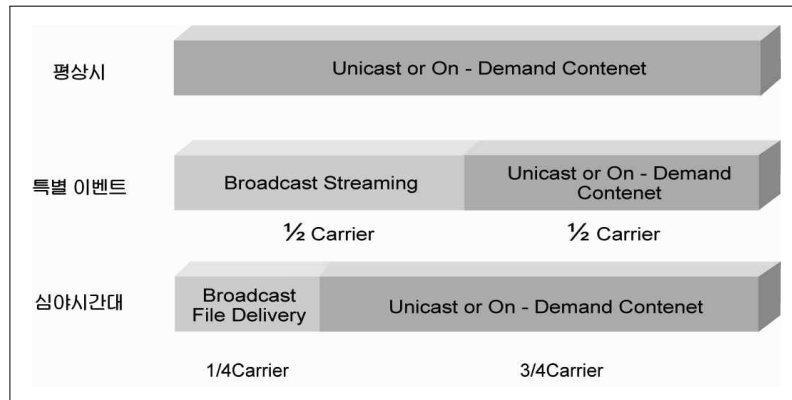 평상시
Unicast or On - Demand Contenet
특별 이벤트
Broadcast Streaming
Unicast or On - Demand
Contenet
½ Carrier
½ Carrier
심야시간대
Broadcast
File Delivery
Unicast or On - Demand Contenet
1/4Carrier
3/4Carrier